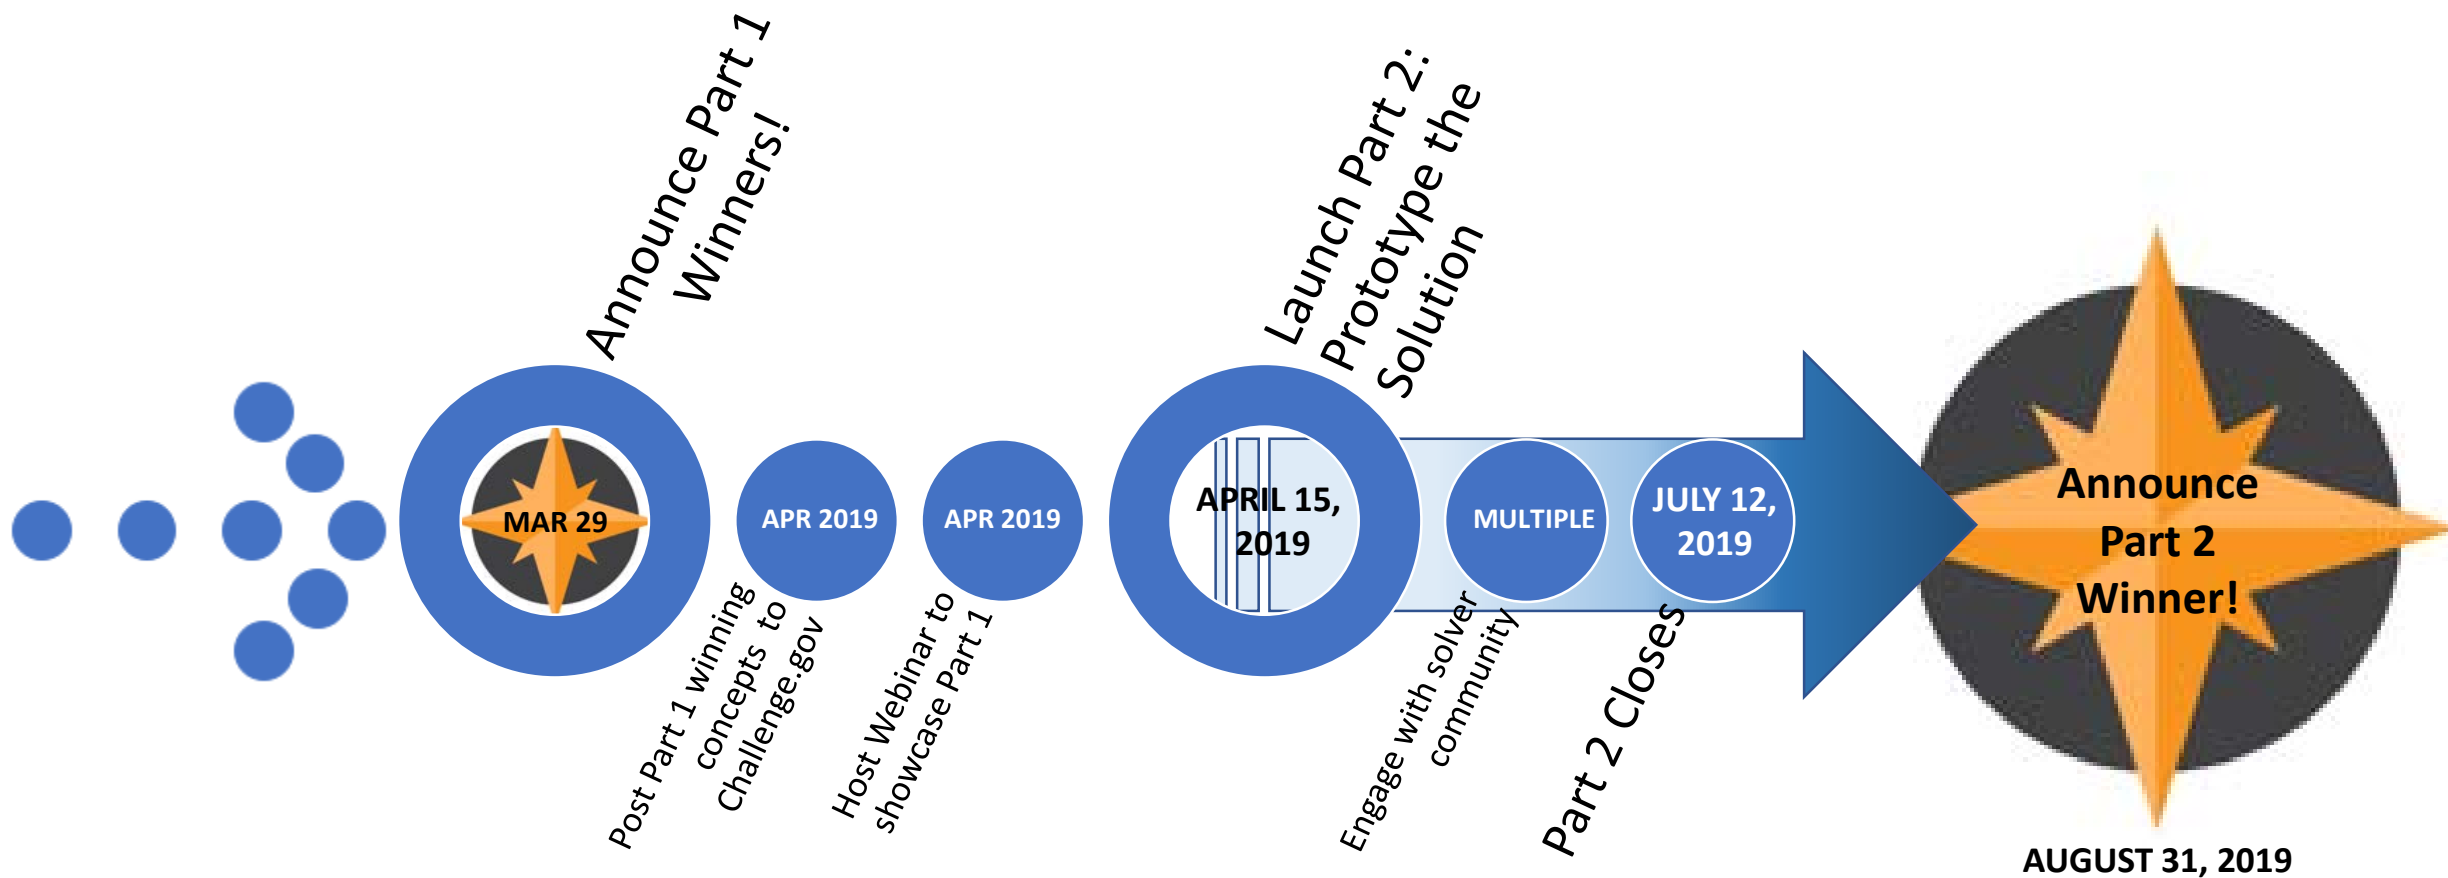 Announce Part 1
Winners!
MAR 29
APR 2019
Post Part 1 winning
concepts to
Challenge.gov
APR 2019
Host Webinar to
showcase Part 1
Launch Part 2:
Prototype the
Solution
APRIL 15,
2019
MULTIPLE
Engage with solver
community
JULY 12,
2019
Part 2 Closes
Announce
Part 2
Winner!
AUGUST 31, 2019